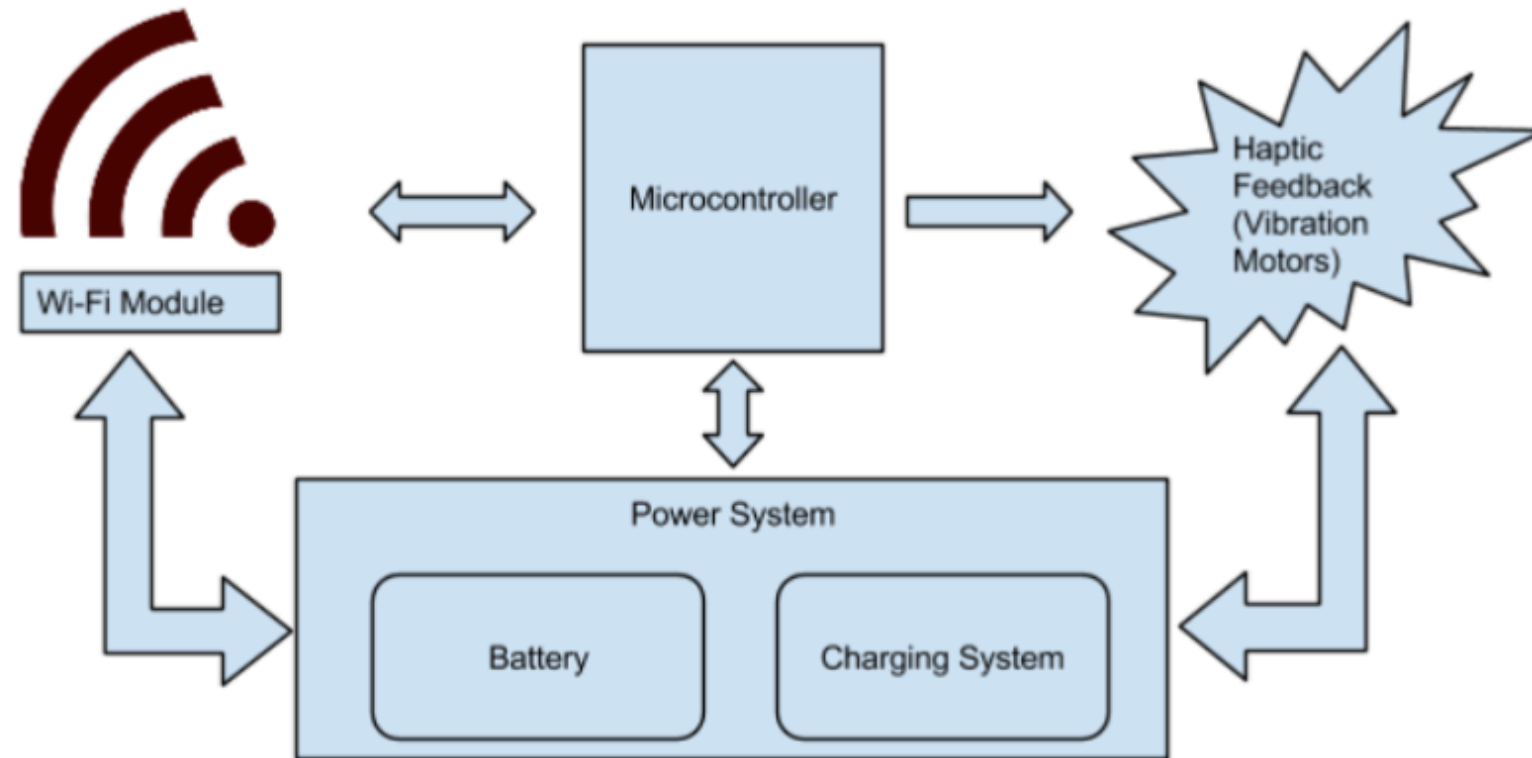 Wi-Fi Module
Microcontroller
Haptic
Feedback
(Vibration
Motors)
Power System
Battery
Charging System